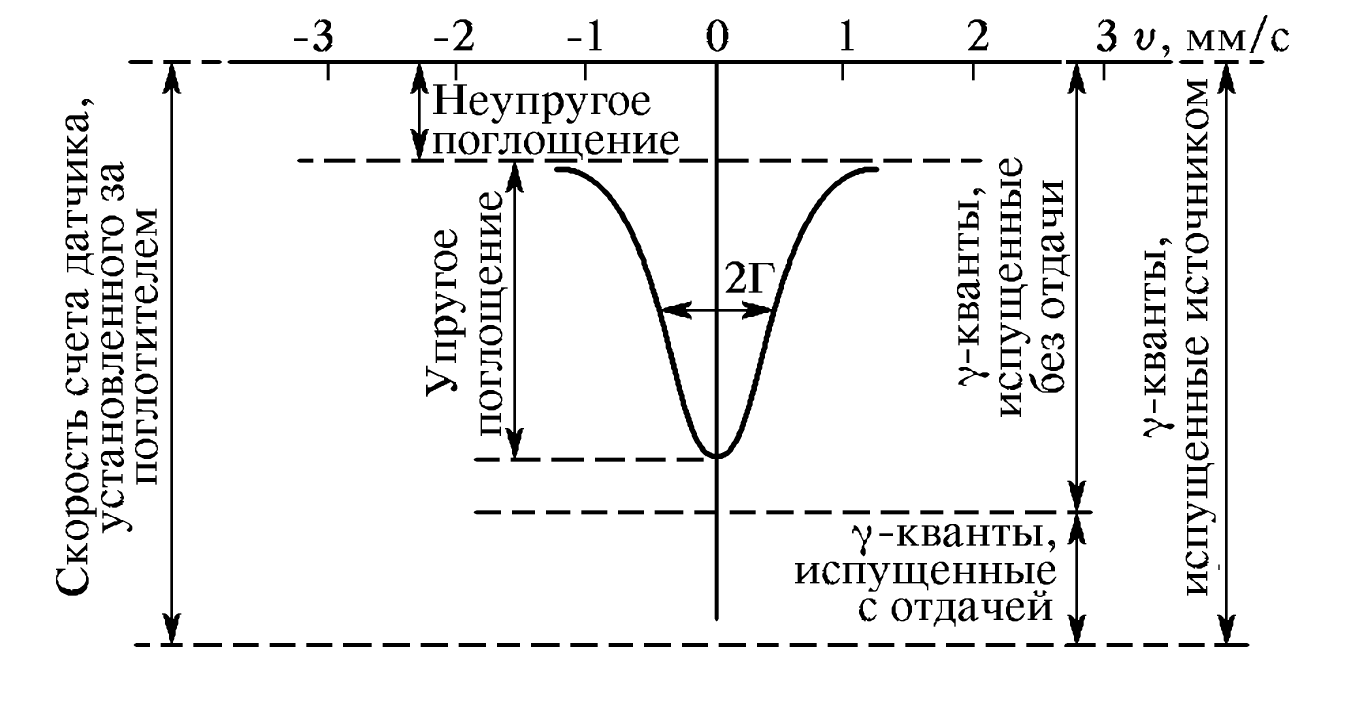 -3 -2 -1 0 1 2 3 υ, мм/с
Неупругое
поглощение
Скорость счета датчика,
установленного за
поглотителем
Упругое
поглощение
2Г
γ-кванты,
испущенные
без отдачи
γ-кванты,
испущенные источником
γ-кванты,
испущенные
с отдачей